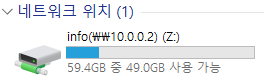 네트워크 위치 (1)
info(₩₩10.0.0.2) (Z:)
59.4GB 중 49.0GB 사용 가능